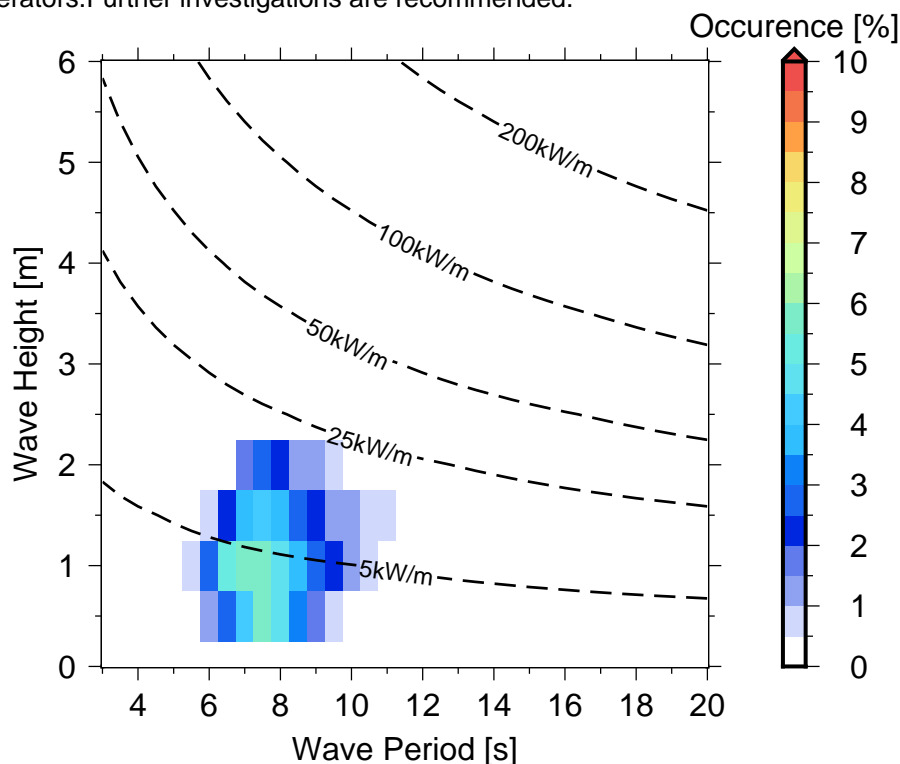 erators.Further investigations are recommended.
Occurence [%]
6
5
4
3
2
1
0
Wave Height [m]
200kW/m
100kW/m
50kW/m
25kW/m
5kW/m
4 6 8 10 12 14 16 18 20
Wave Period [s]
10
9
8
7
6
5
4
3
2
1
0